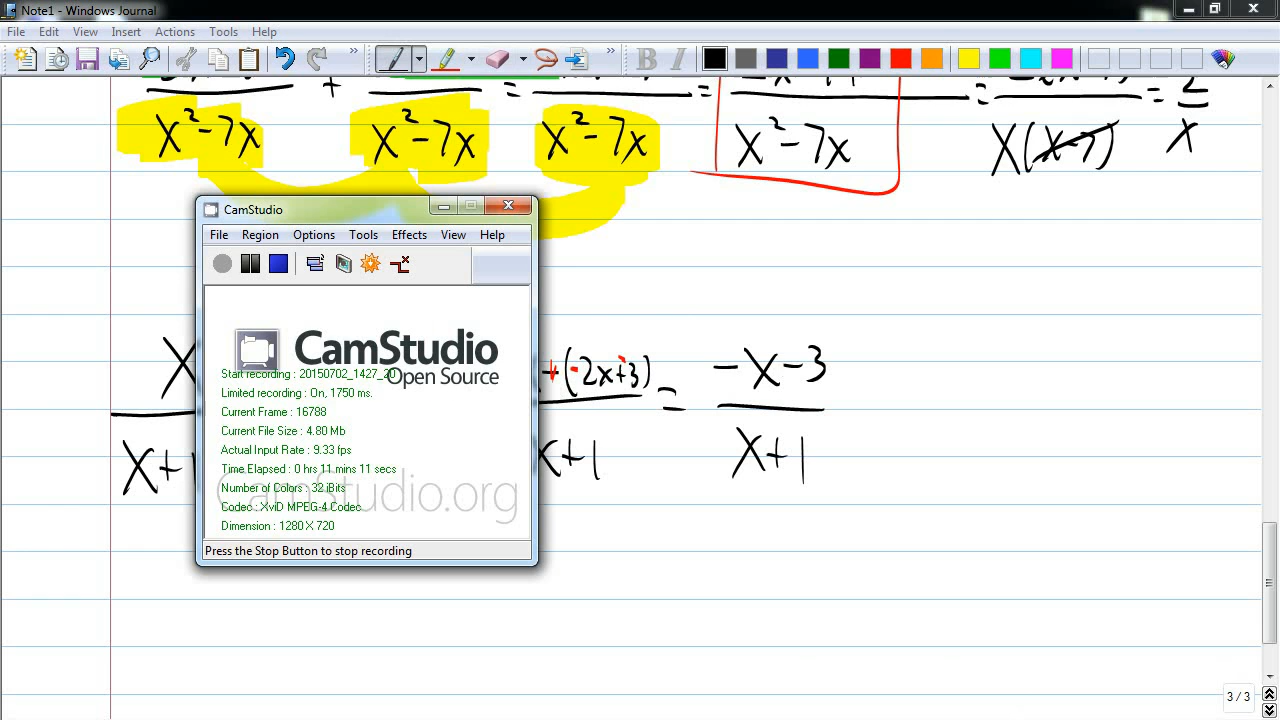 Note1 - Windows Journal
File Edit View Insert Actions Tools Help
B I
+ = = = = 2
x²-7x x²-7x x²-7x x²-7x x(x-7) x
CamStudio
File Region Options Tools Effects View Help
CamStudio
Open Source
Start recording : 20150702_1427_20
Limited recording : On, 1750 ms.
Current Frame : 16788
Current File Size : 4.80 Mb
Actual Input Rate : 9.33 fps
Time Elapsed : 0 hrs 11 mins 11 secs
Number of Colors : 32 iBits
Codec : XviD MPEG-4 Codec
Dimension : 1280 X 720
CamStudio.org
Press the Stop Button to stop recording
x +(-2x+3) = -x-3
x+1 x+1 x+1
3 / 3